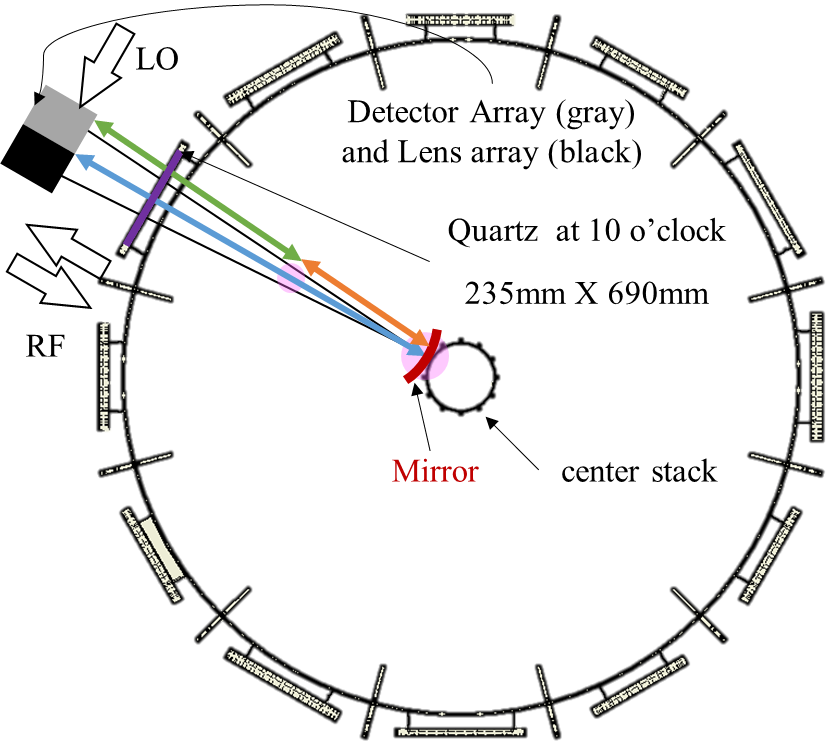 LO
Detector Array (gray)
and Lens array (black)
Quartz at 10 o’clock
235mm X 690mm
RF
Mirror
center stack